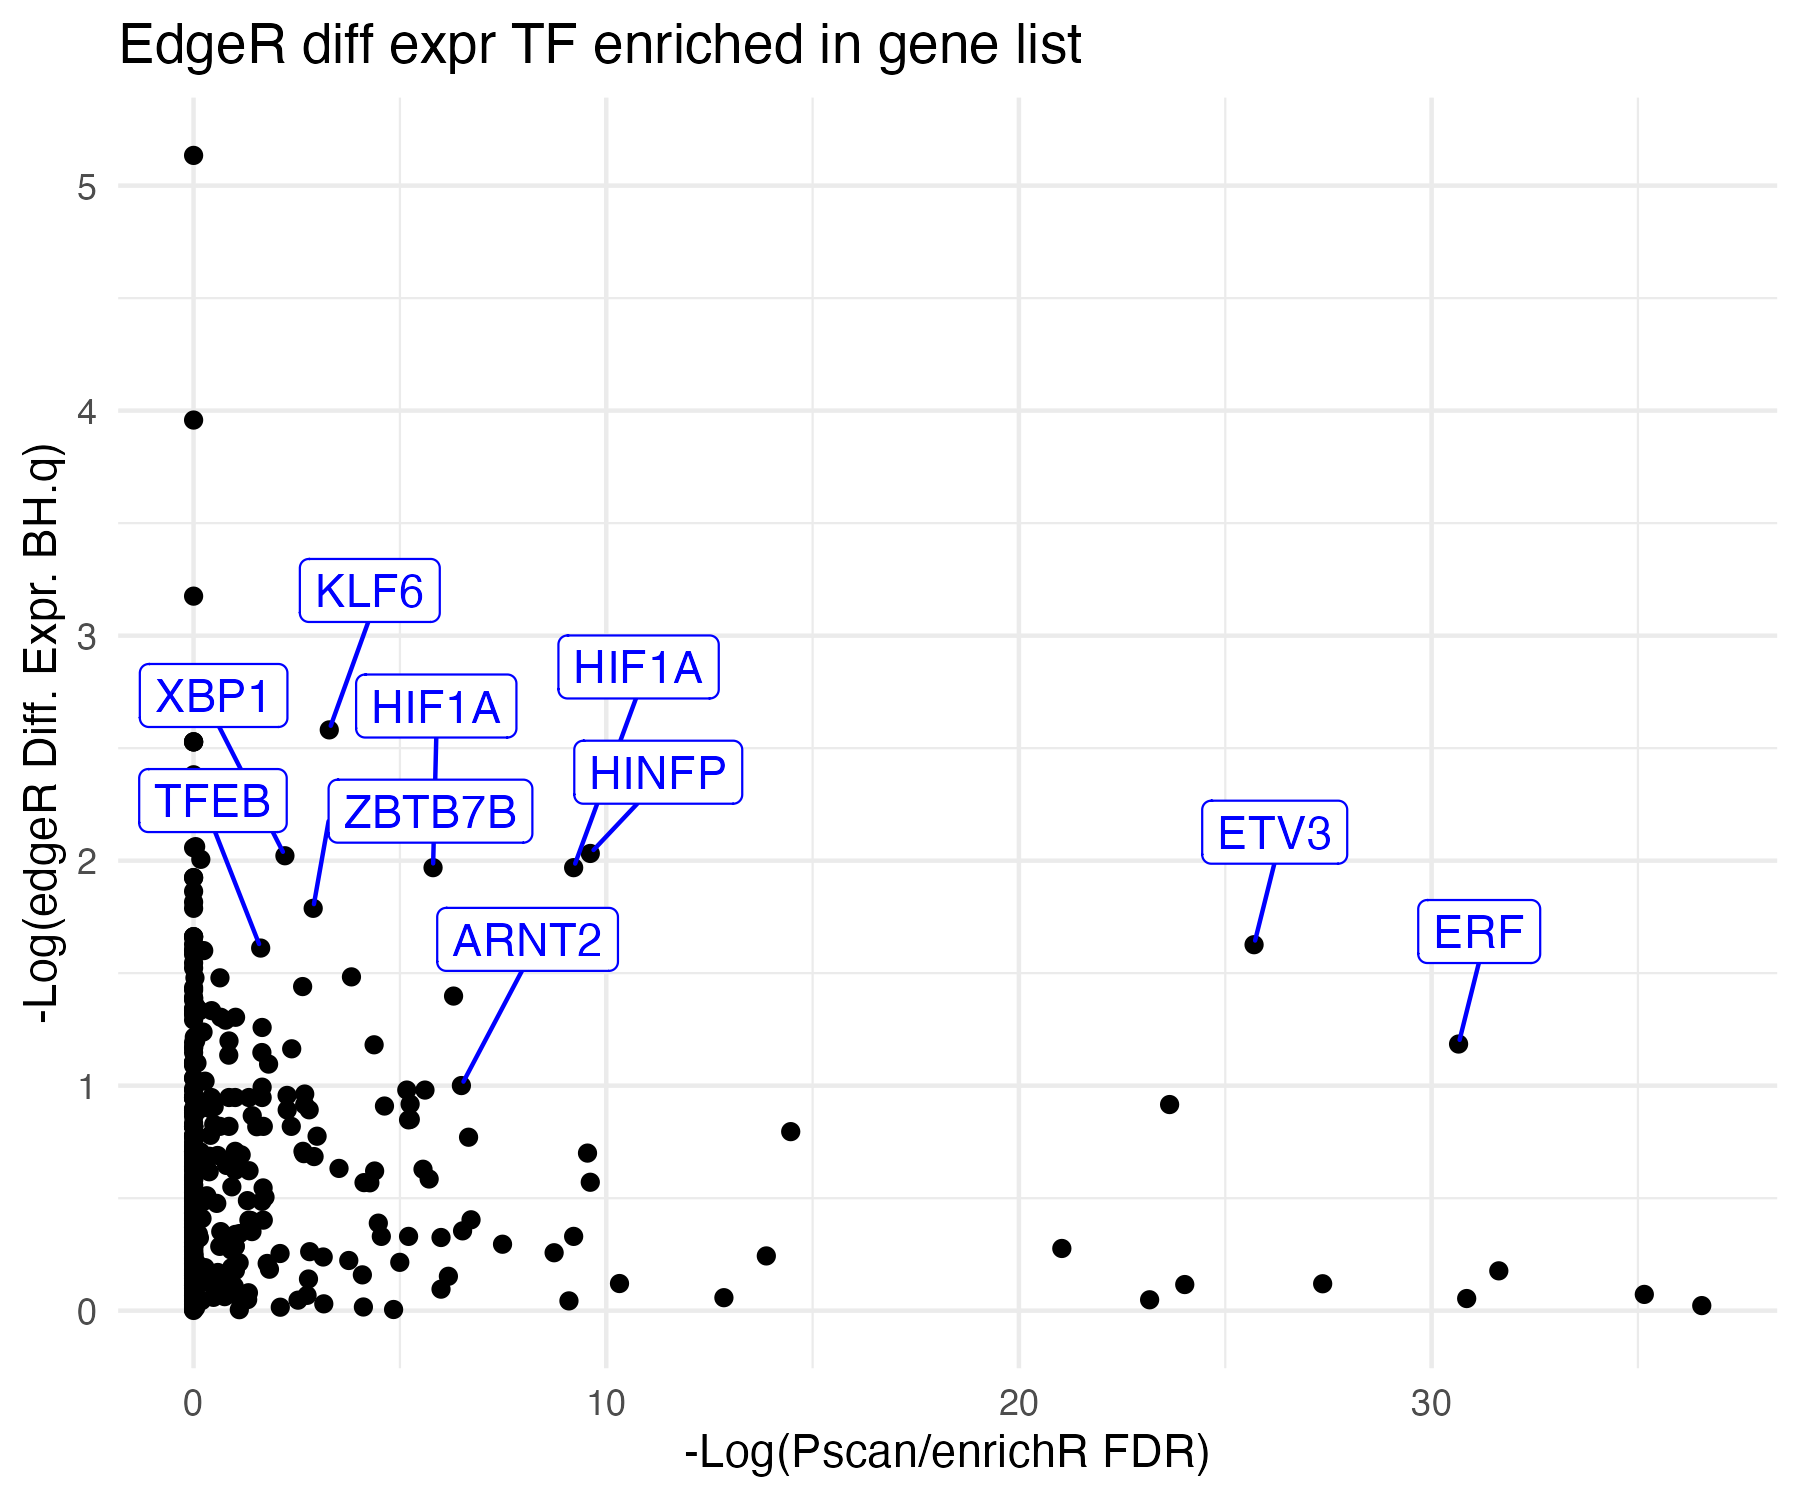 EdgeR diff expr TF enriched in gene list
-Log(edgeR Diff. Expr. BH.q)
5
4
3
2
1
0
KLF6
HIF1A
XBP1
HIF1A
HINFP
TFEB
ZBTB7B
ETV3
ARNT2
ERF
0
10
20
30
-Log(Pscan/enrichR FDR)